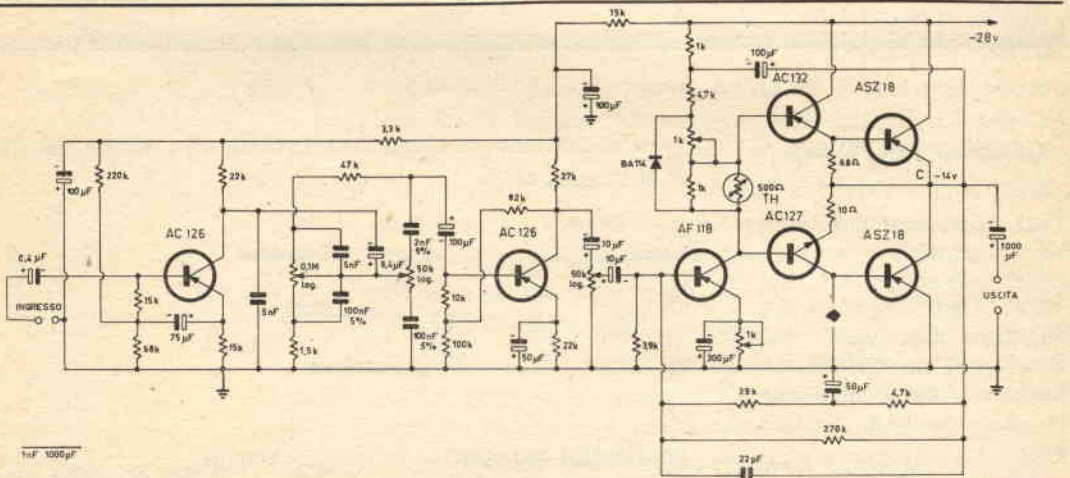 15k
-28v
1k
100µF
AC132
ASZ18
4,7k
100µF
3,3k
1k
47k
BA114
68Ω
220k
22k
27k
C
-14v
100µF
82k
1k
500Ω
TH
10Ω
AC126
2nF
5%
100µF
AC126
AF118
AC127
ASZ18
1000
µF
6,4µF
5nF
6,4µF
50k
log.
10µF
10µF
0,1M
log.
50k
log.
INGRESSO
15k
5nF
100nF
5%
10k
USCITA
75µF
100nF
5%
68k
15k
1,5k
100k
50µF
22k
3,9k
300µF
1k
50µF
39k
4,7k
270k
22µF
1nF 1000pF